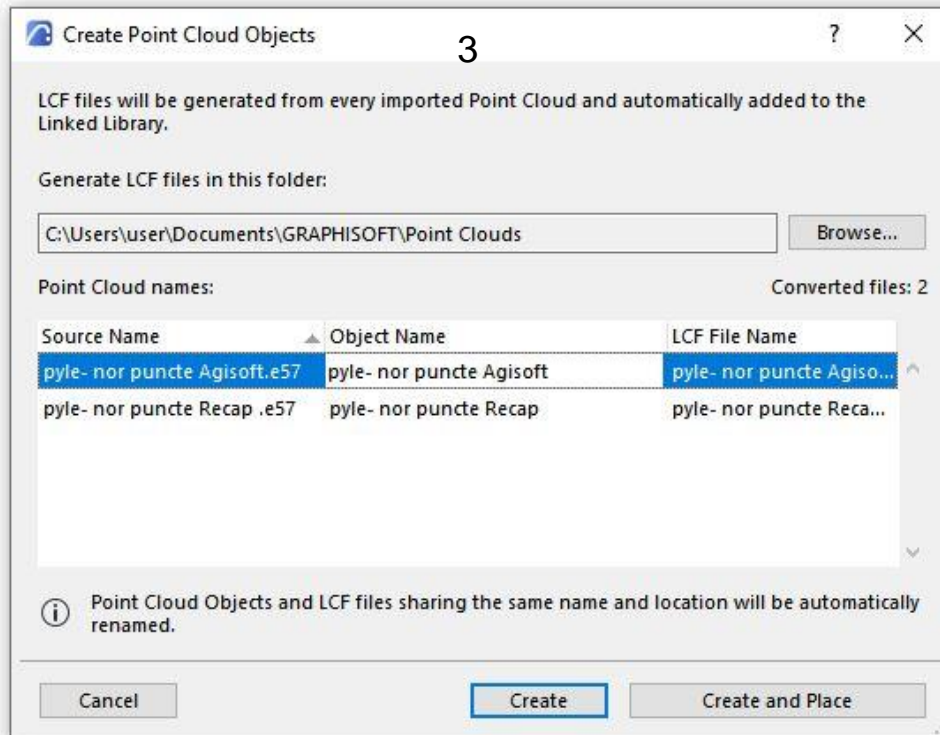 Create Point Cloud Objects
?
3
LCF files will be generated from every imported Point Cloud and automatically added to the
Linked Library.
Generate LCF files in this folder:
C:\Users\user\Documents\GRAPHISOFT\Point Clouds
Browse...
Point Cloud names:
Converted files: 2
Source Name
Object Name
LCF File Name
pyle- nor puncte Agisoft.e57
pyle- nor puncte Agisoft
pyle- nor puncte Agiso...
pyle- nor puncte Recap .e57
pyle- nor puncte Recap
pyle- nor puncte Reca...
Point Cloud Objects and LCF files sharing the same name and location will be automatically
renamed.
Cancel
Create
Create and Place